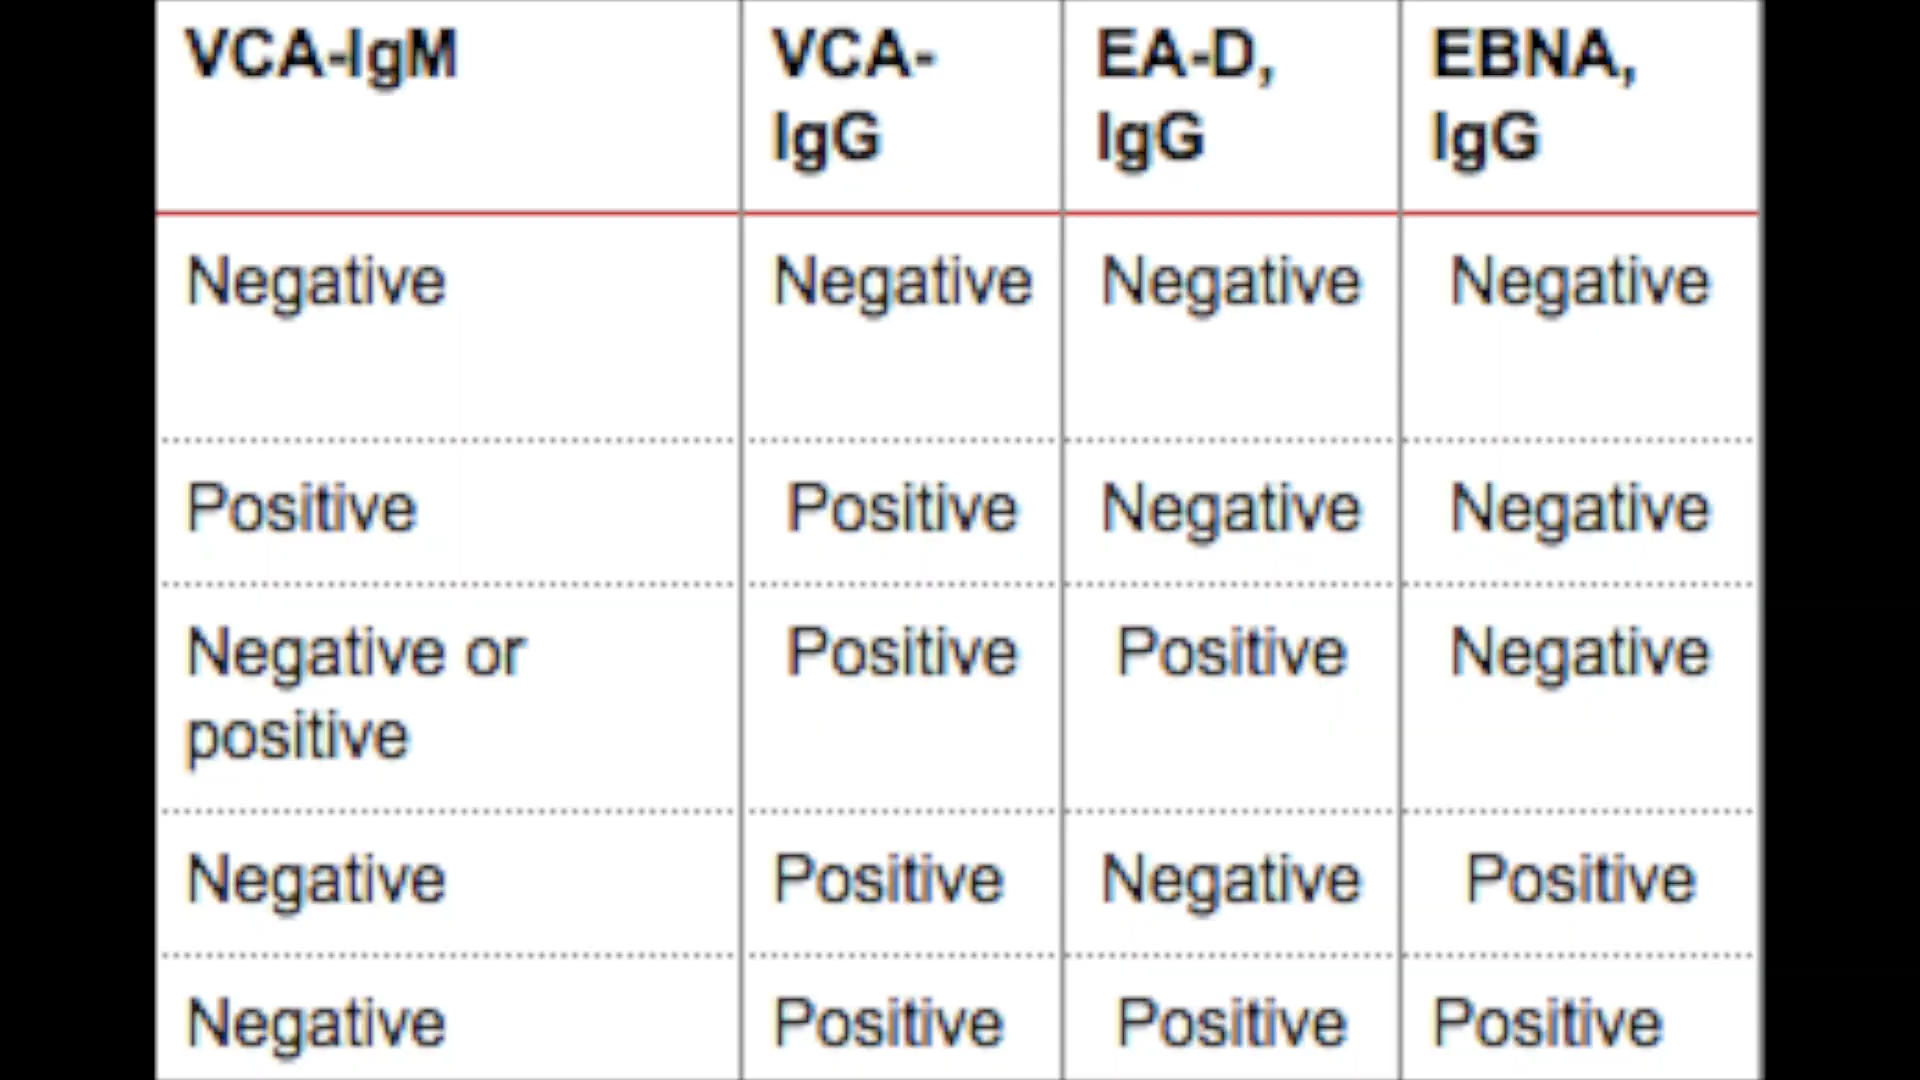 VCA-IgM VCA- EA-D, EBNA,
IgG IgG IgG
Negative Negative Negative Negative
Positive Positive Negative Negative
Negative or Positive Positive Negative
positive
Negative Positive Negative Positive
Negative Positive Positive Positive